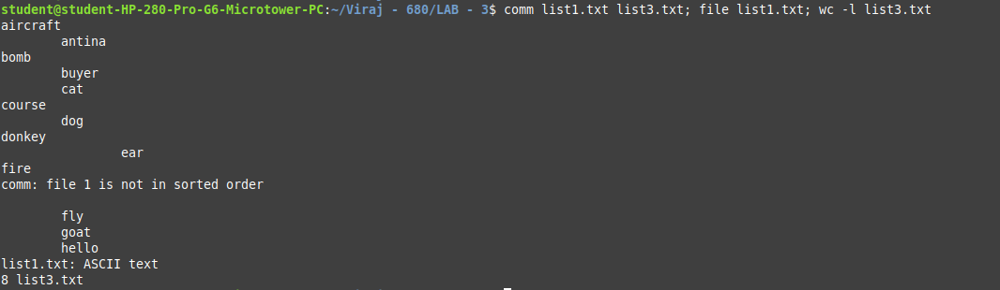 student@student-HP-280-Pro-G6-Microtower-PC:~/Viraj - 680/LAB - 3$ comm list1.txt list3.txt; file list1.txt; wc -l list3.txt
aircraft
antina
bomb
buyer
cat
course
dog
donkey
ear
fire
comm: file 1 is not in sorted order
fly
goat
hello
list1.txt: ASCII text
8 list3.txt